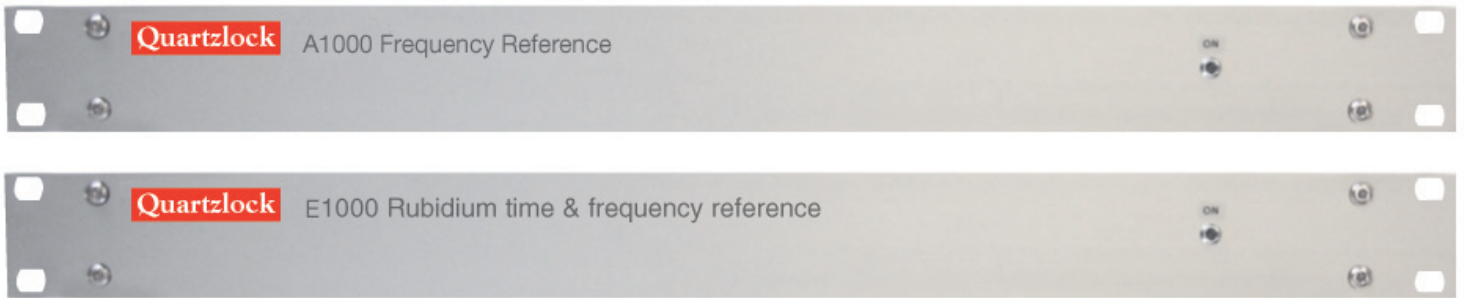 Quartzlock A1000 Frequency Reference
ON
Quartzlock E1000 Rubidium time & frequency reference
ON